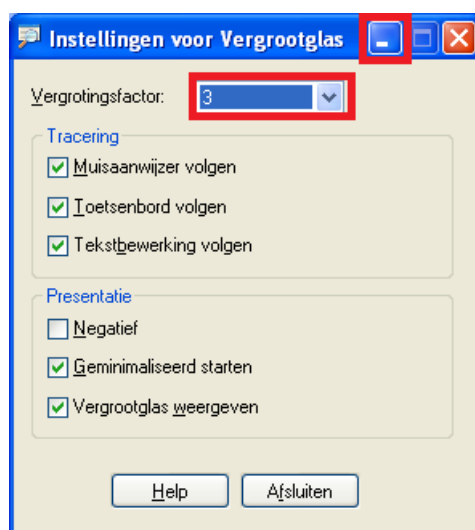 Instellingen voor Vergrootglas
Vergrotingsfactor: 3
Tracering
Muisaanwijzer volgen
Toetsenbord volgen
Tekstbewerking volgen
Presentatie
Negatief
Geminimaliseerd starten
Vergrootglas weergeven
Help Afsluiten